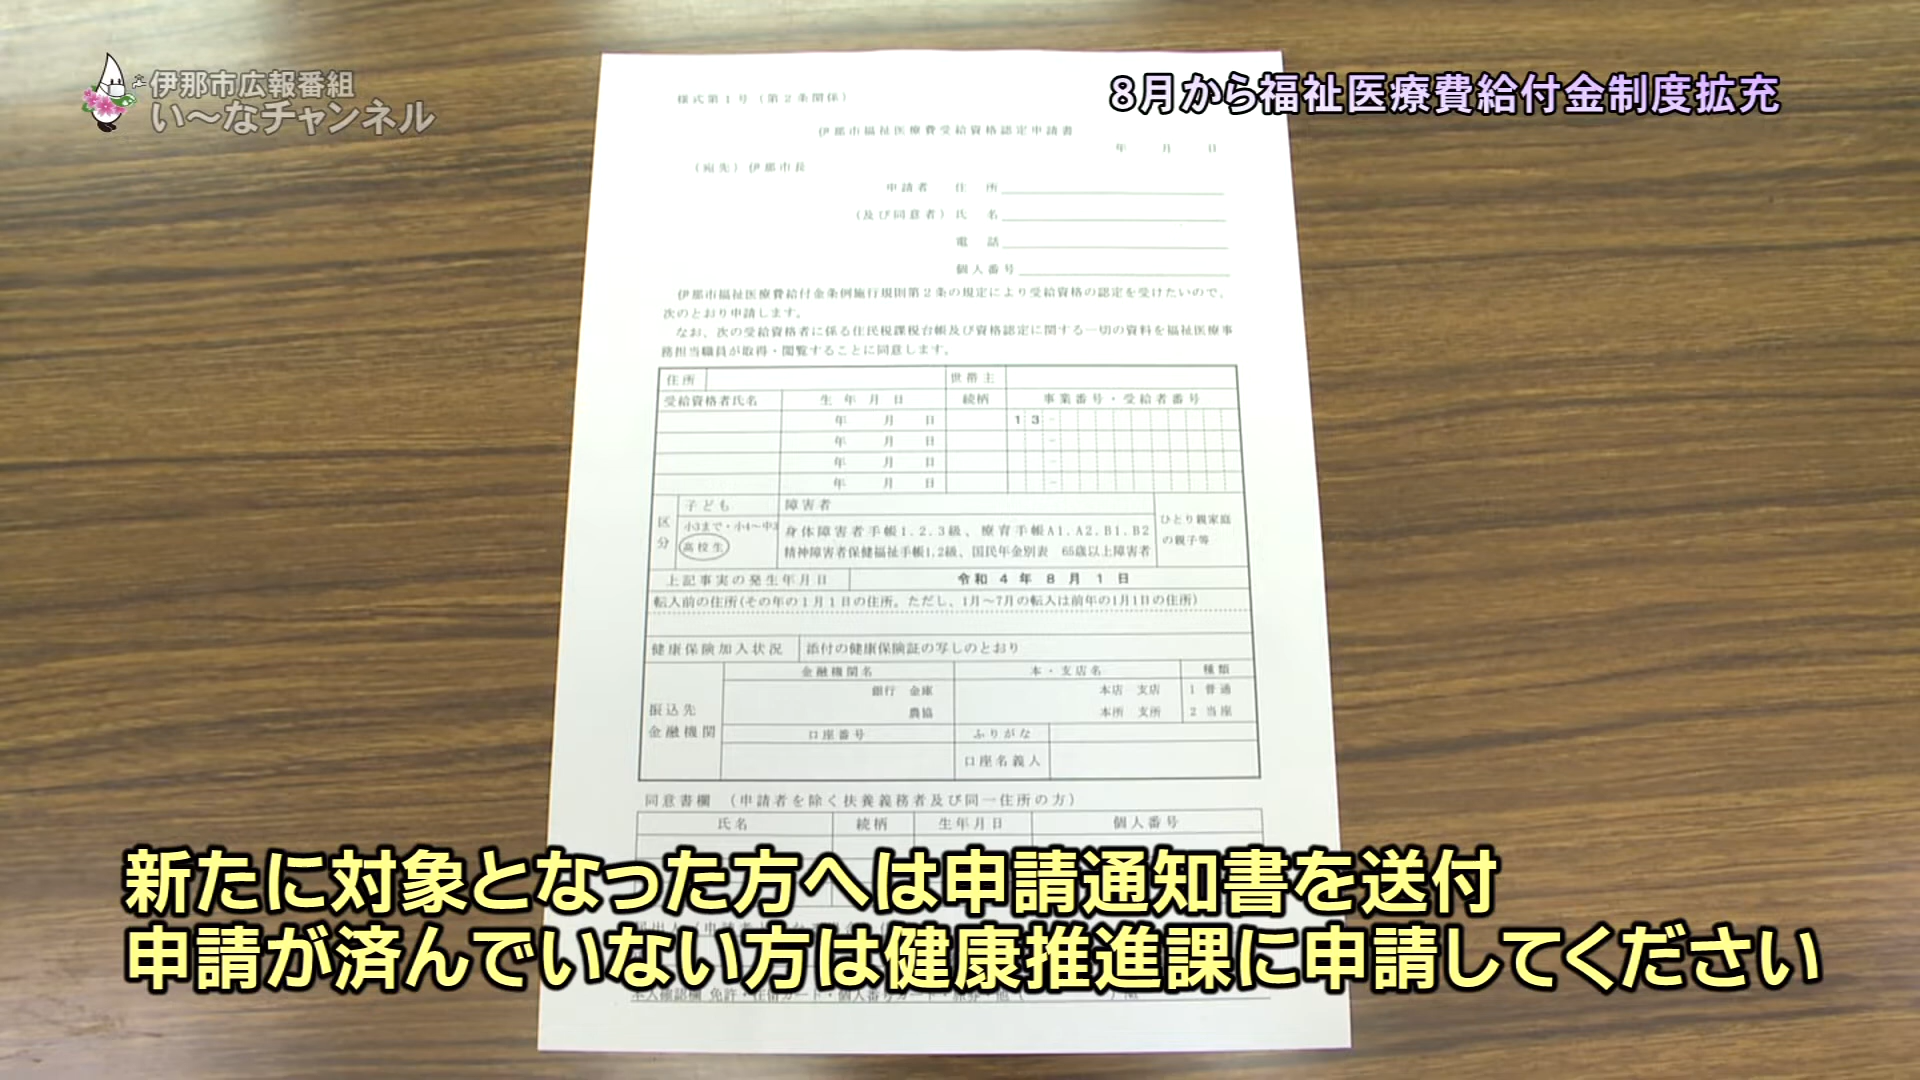 伊那市広報番組
い～なチャンネル
8月から福祉医療費給付金制度拡充
様式第1号（第2条関係）
伊那市福祉医療費受給資格認定申請書
年 月 日
（宛先）伊那市長
申請者 住 所
（及び同意者）氏 名
電 話
個人番号
伊那市福祉医療費給付金条例施行規則第2条の規定により受給資格の認定を受けたいので、
次のとおり申請します。
なお、次の受給資格者に係る住民税課税台帳及び資格認定に関する一切の資料を福祉医療事
務担当職員が取得・閲覧することに同意します。
住所 世帯主
受給資格者氏名 生 年 月 日 続柄 事業番号・受給者番号
年 月 日 1 3 -
年 月 日 -
年 月 日 -
年 月 日 -
区分 子ども 障害者 ひとり親家庭の親子等
小3まで・小4～中3 身体障害者手帳1.2.3級、療育手帳A1.A2.B1.B2
高校生 精神障害者保健福祉手帳1.2級、国民年金別表 65歳以上障害者
上記事実の発生年月日 令和 4 年 8 月 1 日
転入前の住所(その年の1月1日の住所。ただし、1月～7月の転入は前年の1月1日の住所)
健康保険加入状況 添付の健康保険証の写しのとおり
振込先金融機関 金融機関名 本・支店名 種類
銀行 金庫 本店 支店 1 普通
農協 本所 支所 2 当座
口座番号 ふりがな
口座名義人
同意書欄 （申請者を除く扶養義務者及び同一住所の方）
氏名 続柄 生年月日 個人番号
新たに対象となった方へは申請通知書を送付
申請が済んでいない方は健康推進課に申請してください